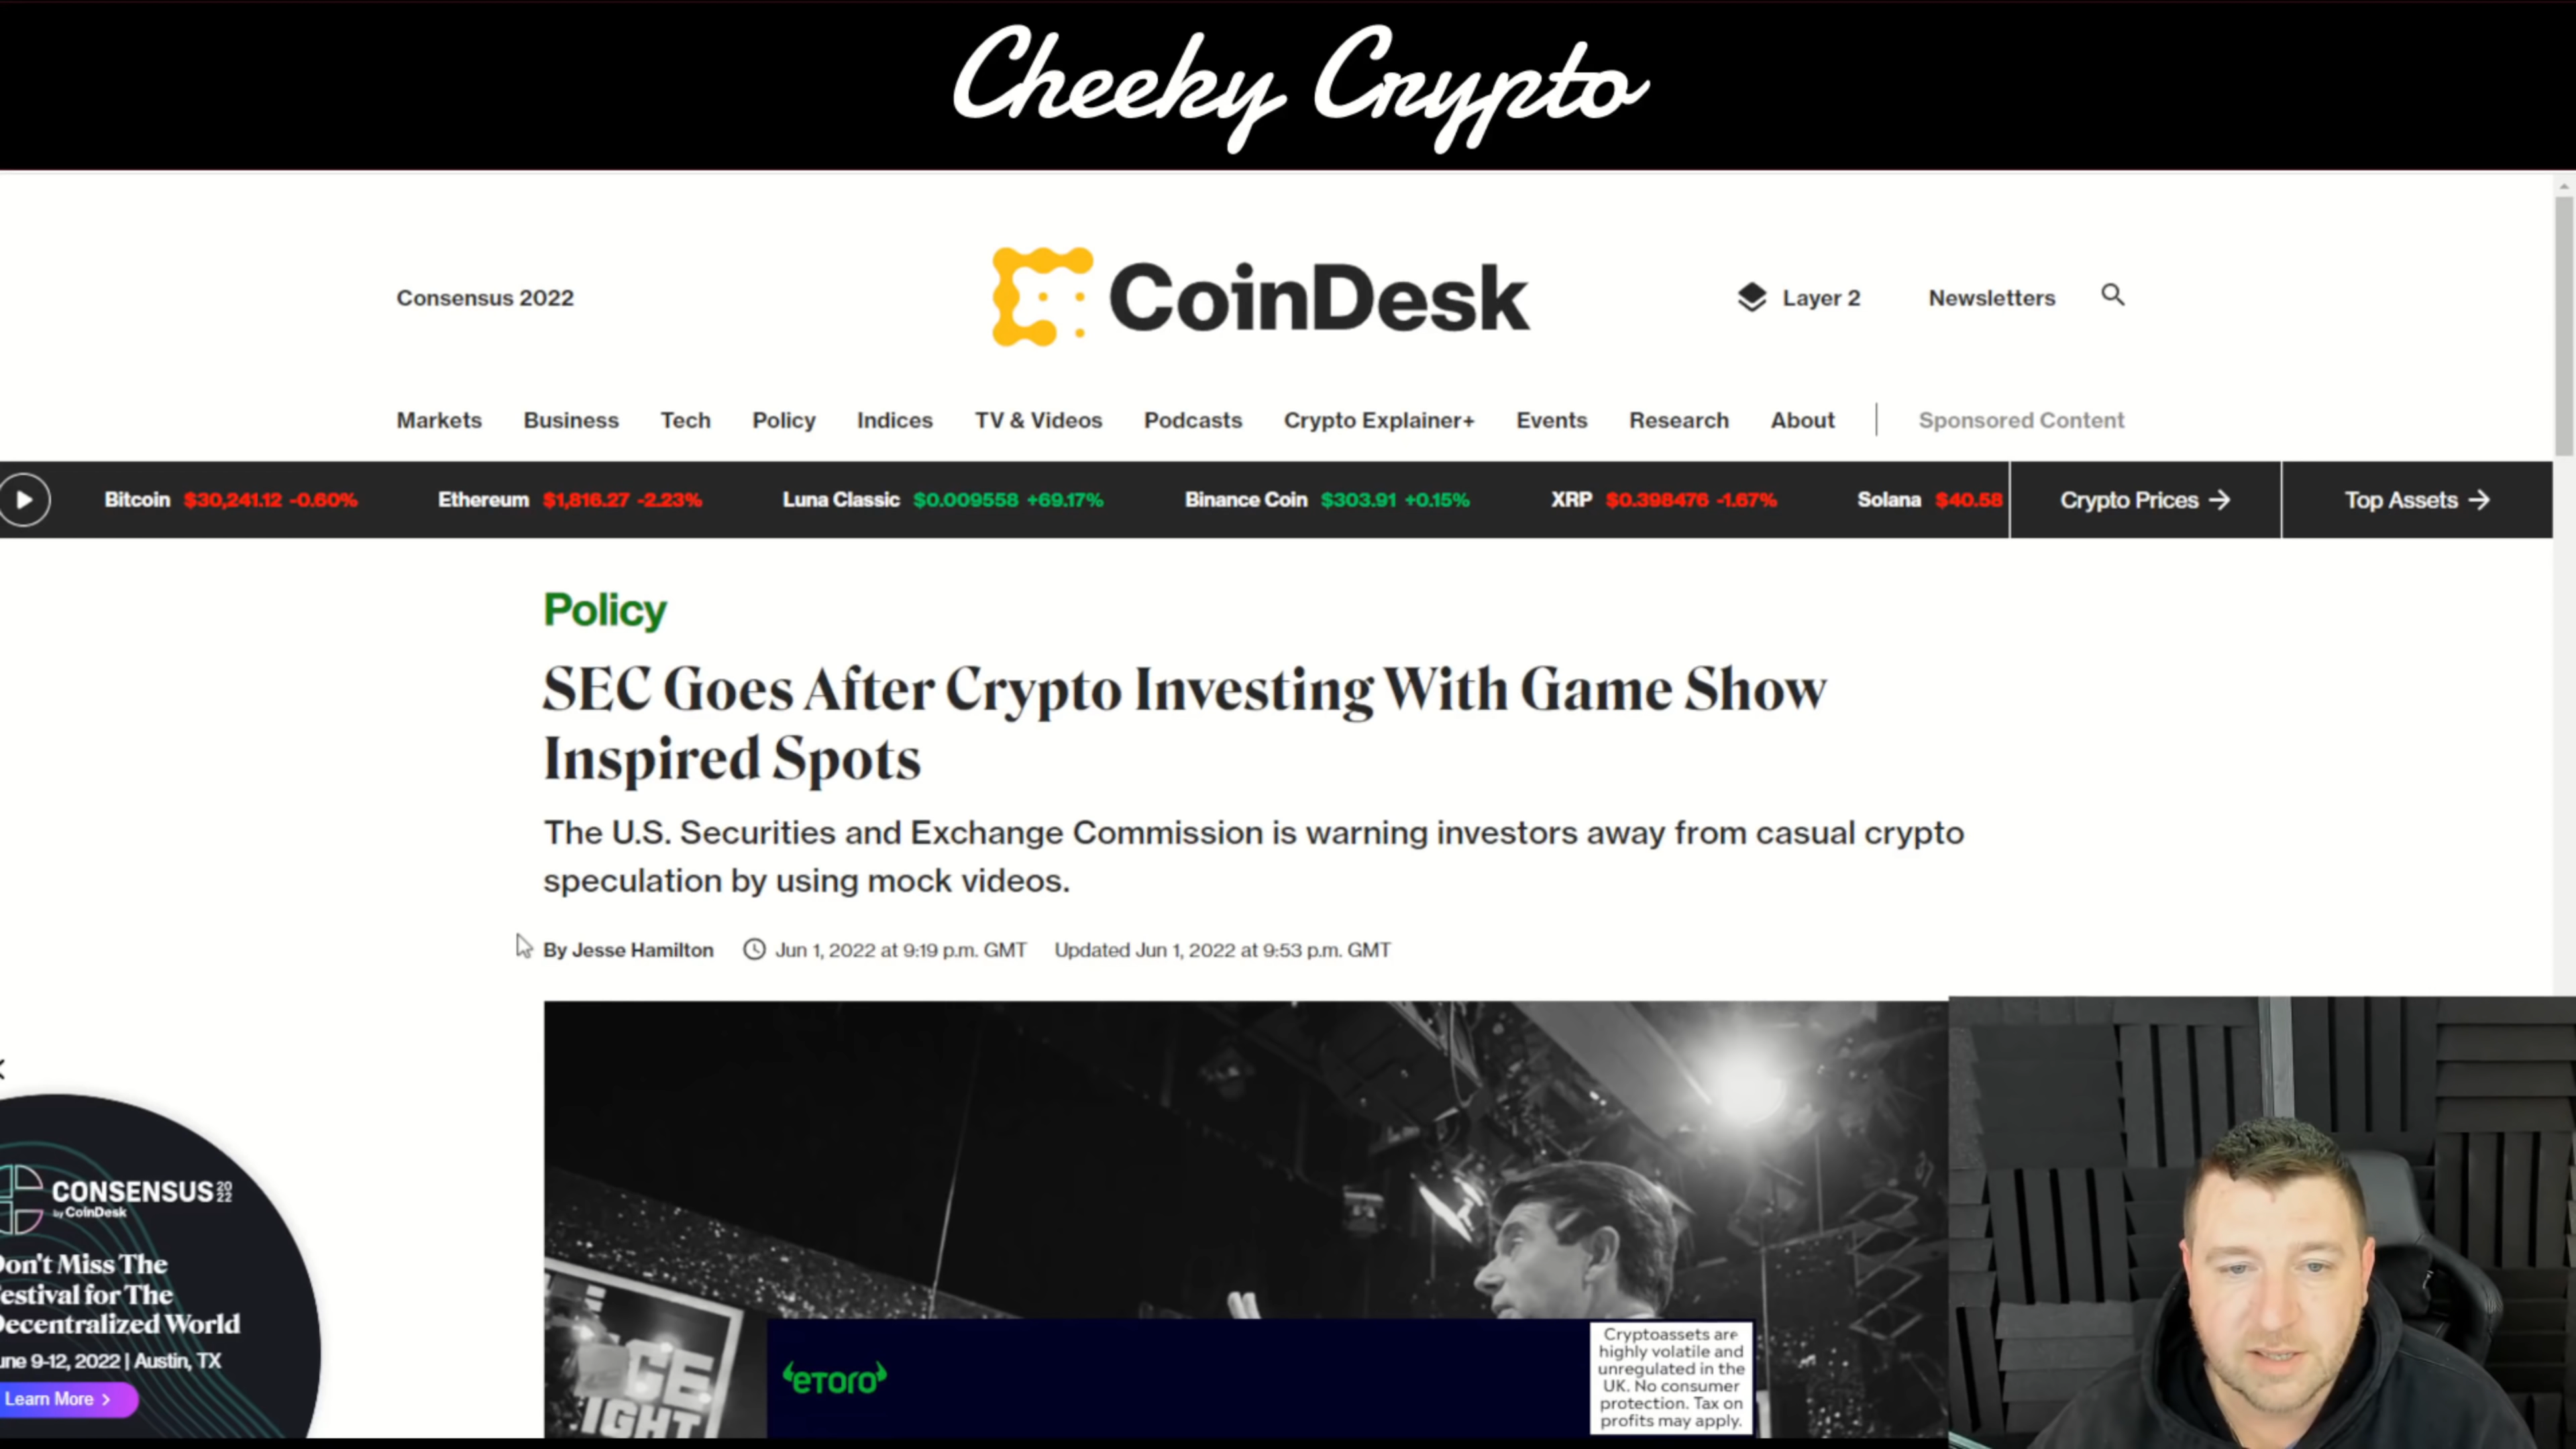 Cheeky Crypto
Consensus 2022
CoinDesk
Layer 2
Newsletters
Markets Business Tech Policy Indices TV & Videos Podcasts Crypto Explainer+ Events Research About Sponsored Content
Bitcoin $30,241.12 -0.60% Ethereum $1,816.27 -2.23% Luna Classic $0.009558 +69.17% Binance Coin $303.91 +0.15% XRP $0.398476 -1.67% Solana $40.58 Crypto Prices → Top Assets →
Policy
SEC Goes After Crypto Investing With Game Show
Inspired Spots
The U.S. Securities and Exchange Commission is warning investors away from casual crypto
speculation by using mock videos.
By Jesse Hamilton Jun 1, 2022 at 9:19 p.m. GMT Updated Jun 1, 2022 at 9:53 p.m. GMT
CONSENSUS 2022
by CoinDesk
Don't Miss The
Festival for The
Decentralized World
June 9-12, 2022 | Austin, TX
Learn More >
eTORO
Cryptoassets are
highly volatile and
unregulated in the
UK. No consumer
protection. Tax on
profits may apply.